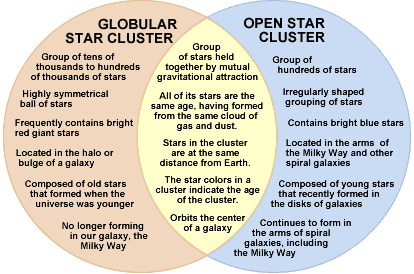 GLOBULAR
STAR CLUSTER
Group of tens of
thousands to hundreds
of thousands of stars
Highly symmetrical
ball of stars
Frequently contains bright
red giant stars
Located in the halo or
bulge of a galaxy
Composed of old stars
that formed when the
universe was younger
No longer forming
in our galaxy, the
Milky Way
Group
of stars held
together by mutual
gravitational attraction
All of its stars are the
same age, having formed
from the same cloud of
gas and dust.
Stars in the cluster
are at the same
distance from Earth.
The star colors in a
cluster indicate the age
of the cluster.
Orbits the center
of a galaxy
OPEN STAR
CLUSTER
Group of
hundreds of stars
Irregularly shaped
grouping of stars
Contains bright blue stars
Located in the arms of
the Milky Way and other
spiral galaxies
Composed of young stars
that recently formed in
the disks of galaxies
Continues to form in
the arms of spiral
galaxies, including
the Milky Way